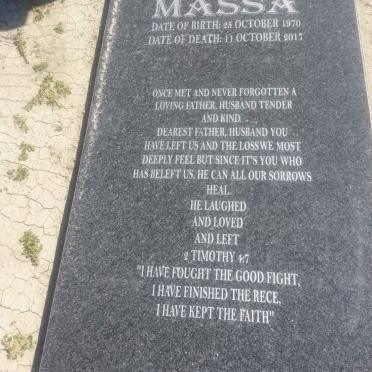 MASSA
DATE OF BIRTH: 25 OCTOBER 1970
DATE OF DEATH: 11 OCTOBER 2017
ONCE MET AND NEVER FORGOTTEN A
LOVING FATHER, HUSBAND TENDER
AND KIND.
DEAREST FATHER, HUSBAND YOU
HAVE LEFT US AND THE LOSS WE MOST
DEEPLY FEEL BUT SINCE IT'S YOU WHO
HAS BELEFT US, HE CAN ALL OUR SORROWS
HEAL
HE LAUGHED
AND LOVED
AND LEFT
2 TIMOTHY 4:7
"I HAVE FOUGHT THE GOOD FIGHT,
I HAVE FINISHED THE RECE,
I HAVE KEPT THE FAITH"